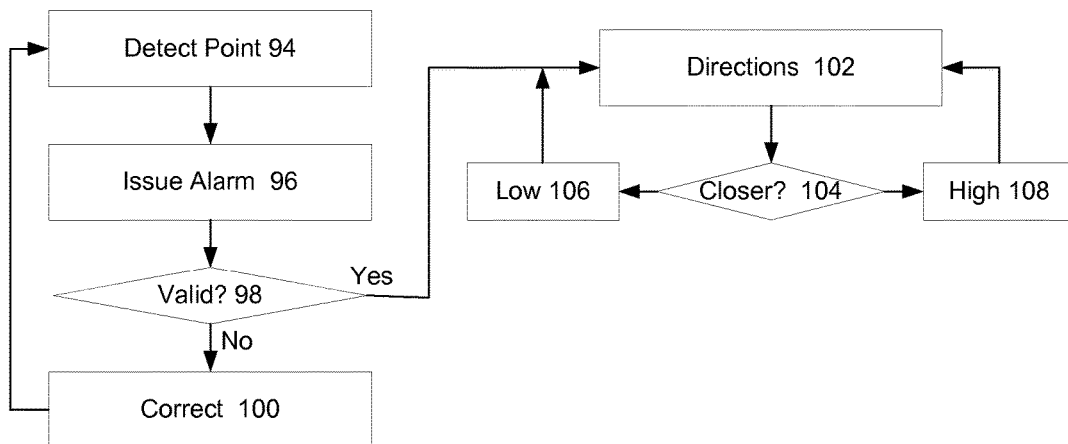 Detect Point 94
Issue Alarm 96
Valid? 98
Yes
No
Correct 100
Directions 102
Low 106
Closer? 104
High 108